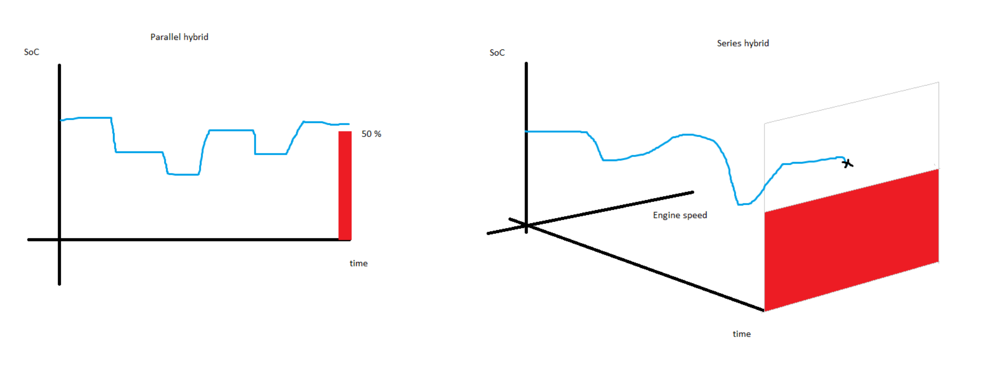 Parallel hybrid
SoC
50 %
time
Series hybrid
SoC
Engine speed
time